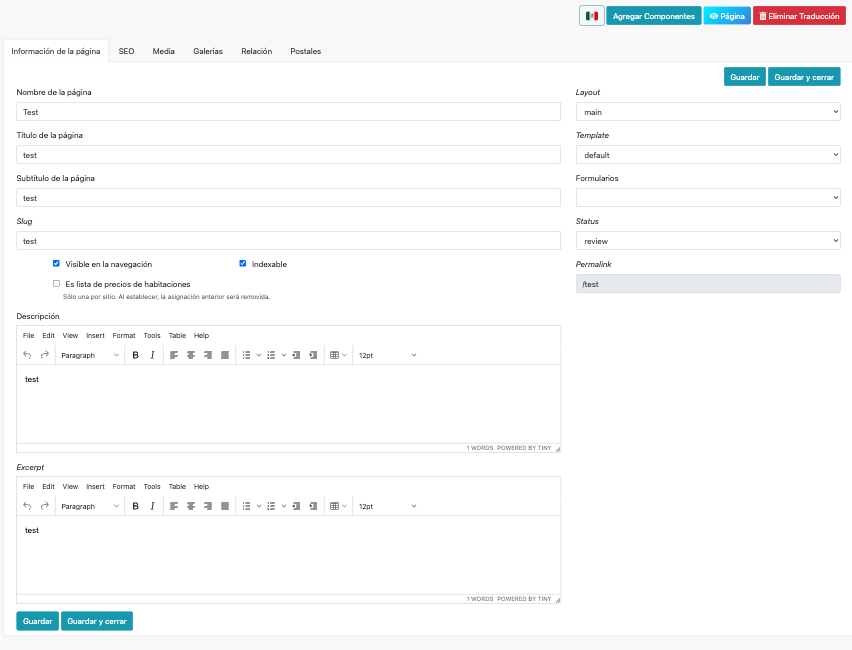 Agregar Componentes Página Eliminar Traducción
Información de la página SEO Media Galerías Relación Postales
Guardar Guardar y cerrar
Nombre de la página
Test
Título de la página
test
Subtítulo de la página
test
Slug
test
Visible en la navegación Indexable
Es lista de precios de habitaciones
Sólo una por sitio. Al establecer, la asignación anterior será removida.
Layout
main
Template
default
Formularios
Status
review
Permalink
/test
Descripción
File Edit View Insert Format Tools Table Help
Paragraph B I 12pt
test
1 WORDS POWERED BY TINY
Excerpt
File Edit View Insert Format Tools Table Help
Paragraph B I 12pt
test
1 WORDS POWERED BY TINY
Guardar Guardar y cerrar